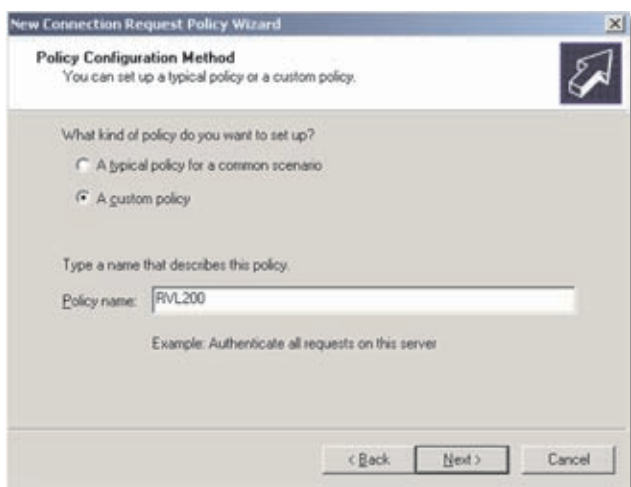 New Connection Request Policy Wizard
Policy Configuration Method
You can set up a typical policy or a custom policy.
What kind of policy do you want to set up?
A typical policy for a common scenario
A custom policy
Type a name that describes this policy.
Policy name: RVL200
Example: Authenticate all requests on this server
< Back Next > Cancel